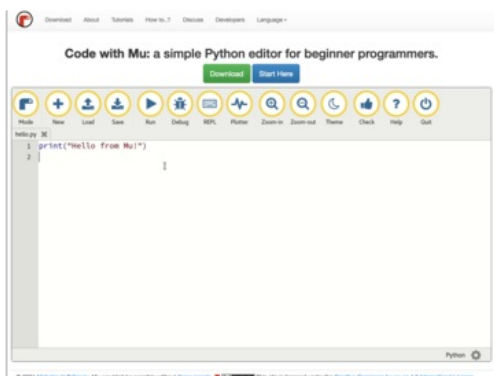 Download About Tutorials How to..? Discuss Developers Language
Code with Mu: a simple Python editor for beginner programmers.
Download Start Here
Mode New Load Save Run Debug REPL Plotter Zoom-in Zoom-out Theme Check Help Quit
hello.py
1 print("Hello from Mu!")
2
Python